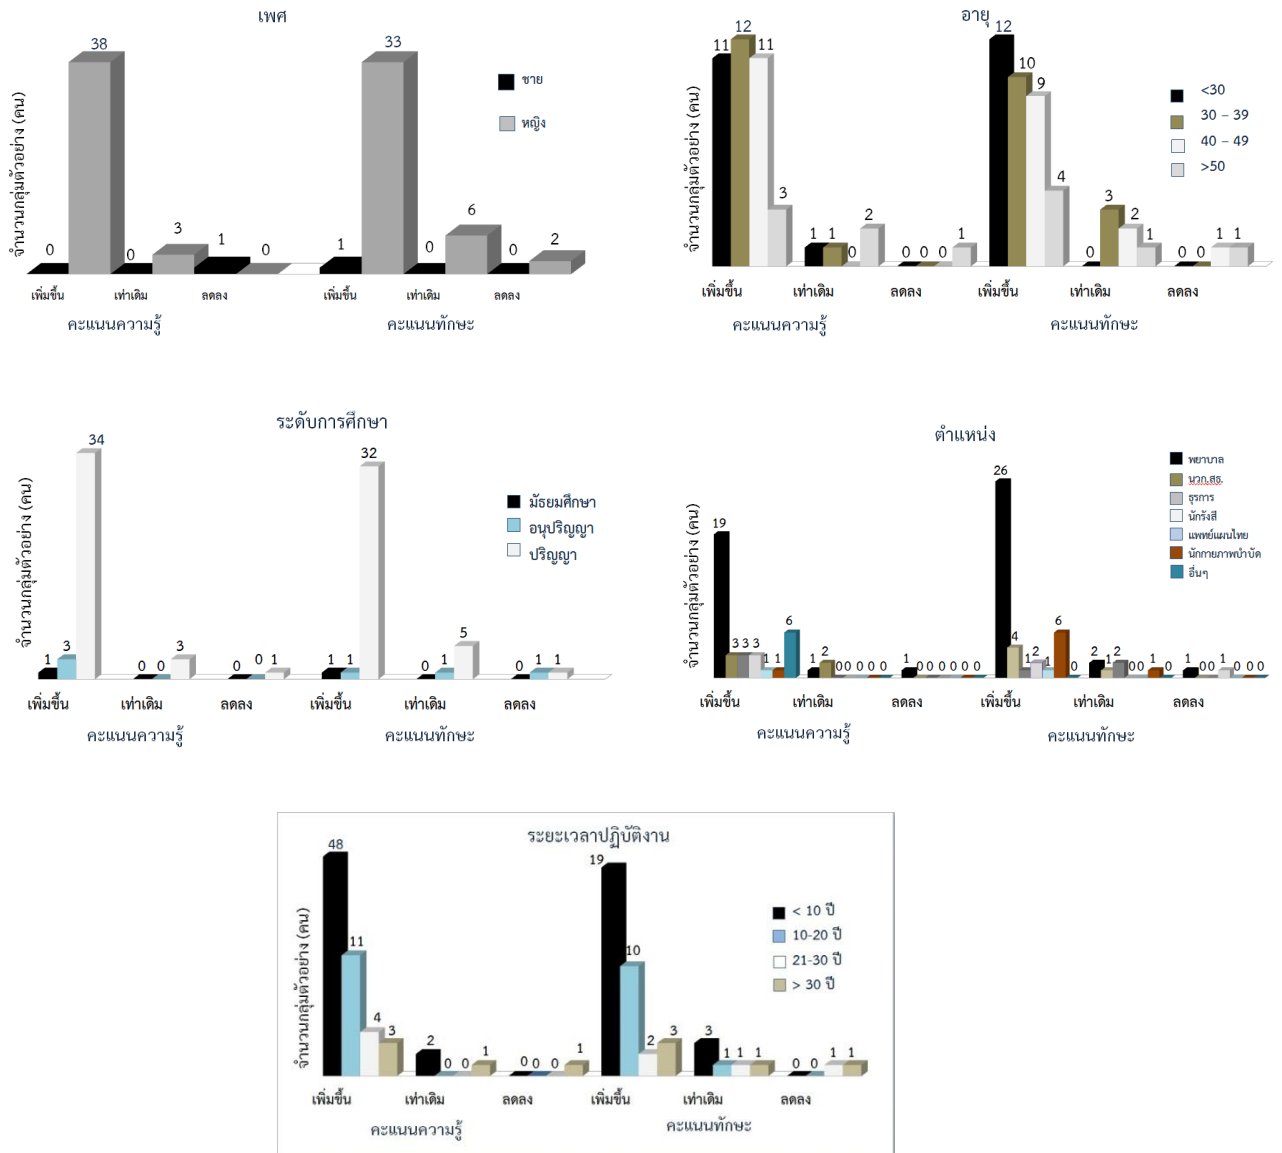 เพศ
จำนวนกลุ่มตัวอย่าง (คน)
38
33
0
0
3
1
0
1
0
6
0
2
ชาย
หญิง
เพิ่มขึ้น เท่าเดิม ลดลง เพิ่มขึ้น เท่าเดิม ลดลง
คะแนนความรู้ คะแนนทักษะ
อายุ
จำนวนกลุ่มตัวอย่าง (คน)
11 12 11 3
1 1 0 2
0 0 0 1
12 10 9 4
0 3 2 1
0 0 1 1
<30
30 – 39
40 – 49
>50
เพิ่มขึ้น เท่าเดิม ลดลง เพิ่มขึ้น เท่าเดิม ลดลง
คะแนนความรู้ คะแนนทักษะ
ระดับการศึกษา
จำนวนกลุ่มตัวอย่าง (คน)
1 3 34
0 0 3
0 0 1
1 1 32
0 1 5
0 1 1
มัธยมศึกษา
อนุปริญญา
ปริญญา
เพิ่มขึ้น เท่าเดิม ลดลง เพิ่มขึ้น เท่าเดิม ลดลง
คะแนนความรู้ คะแนนทักษะ
ตำแหน่ง
จำนวนกลุ่มตัวอย่าง (คน)
19 3 3 3 1 1 6
1 2 0 0 0 0 0
1 0 0 0 0 0 0
26 4 1 2 1 6 0
2 1 2 0 0 1 0
1 0 0 1 0 0 0
พยาบาล
นวก.สธ.
ธุรการ
นักรังสี
แพทย์แผนไทย
นักกายภาพบำบัด
อื่นๆ
เพิ่มขึ้น เท่าเดิม ลดลง เพิ่มขึ้น เท่าเดิม ลดลง
คะแนนความรู้ คะแนนทักษะ
ระยะเวลาปฏิบัติงาน
จำนวนกลุ่มตัวอย่าง (คน)
48 11 4 3
2 0 0 1
0 0 0 1
19 10 2 3
3 1 1 1
0 0 1 1
< 10 ปี
10-20 ปี
21-30 ปี
> 30 ปี
เพิ่มขึ้น เท่าเดิม ลดลง เพิ่มขึ้น เท่าเดิม ลดลง
คะแนนความรู้ คะแนนทักษะ